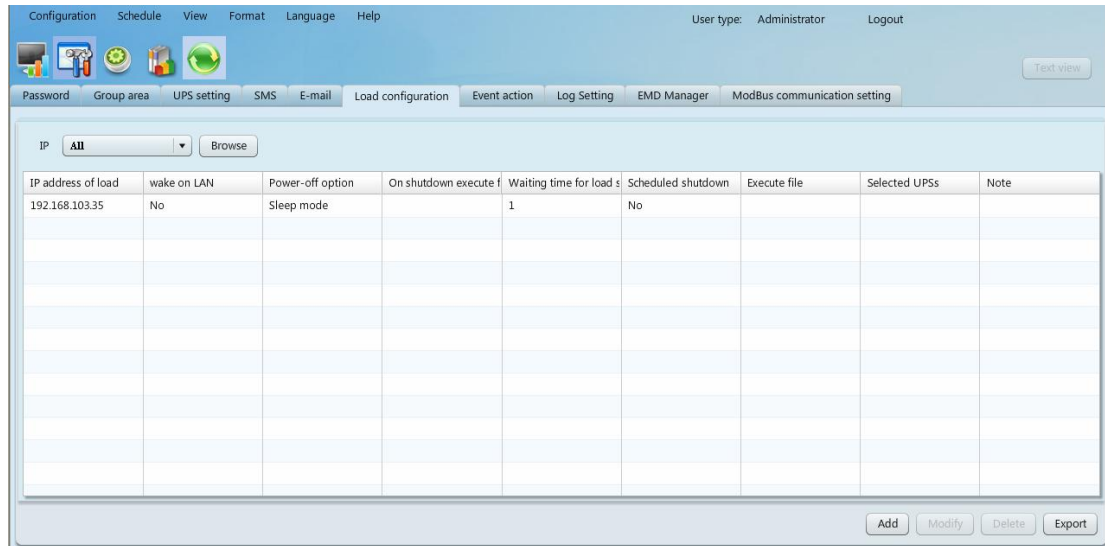 Configuration Schedule View Format Language Help User type: Administrator Logout
Text view
Password Group area UPS setting SMS E-mail Load configuration Event action Log Setting EMD Manager ModBus communication setting
IP All Browse
IP address of load wake on LAN Power-off option On shutdown execute f Waiting time for load s Scheduled shutdown Execute file Selected UPSs Note
192.168.103.35 No Sleep mode 1 No
Add Modify Delete Export